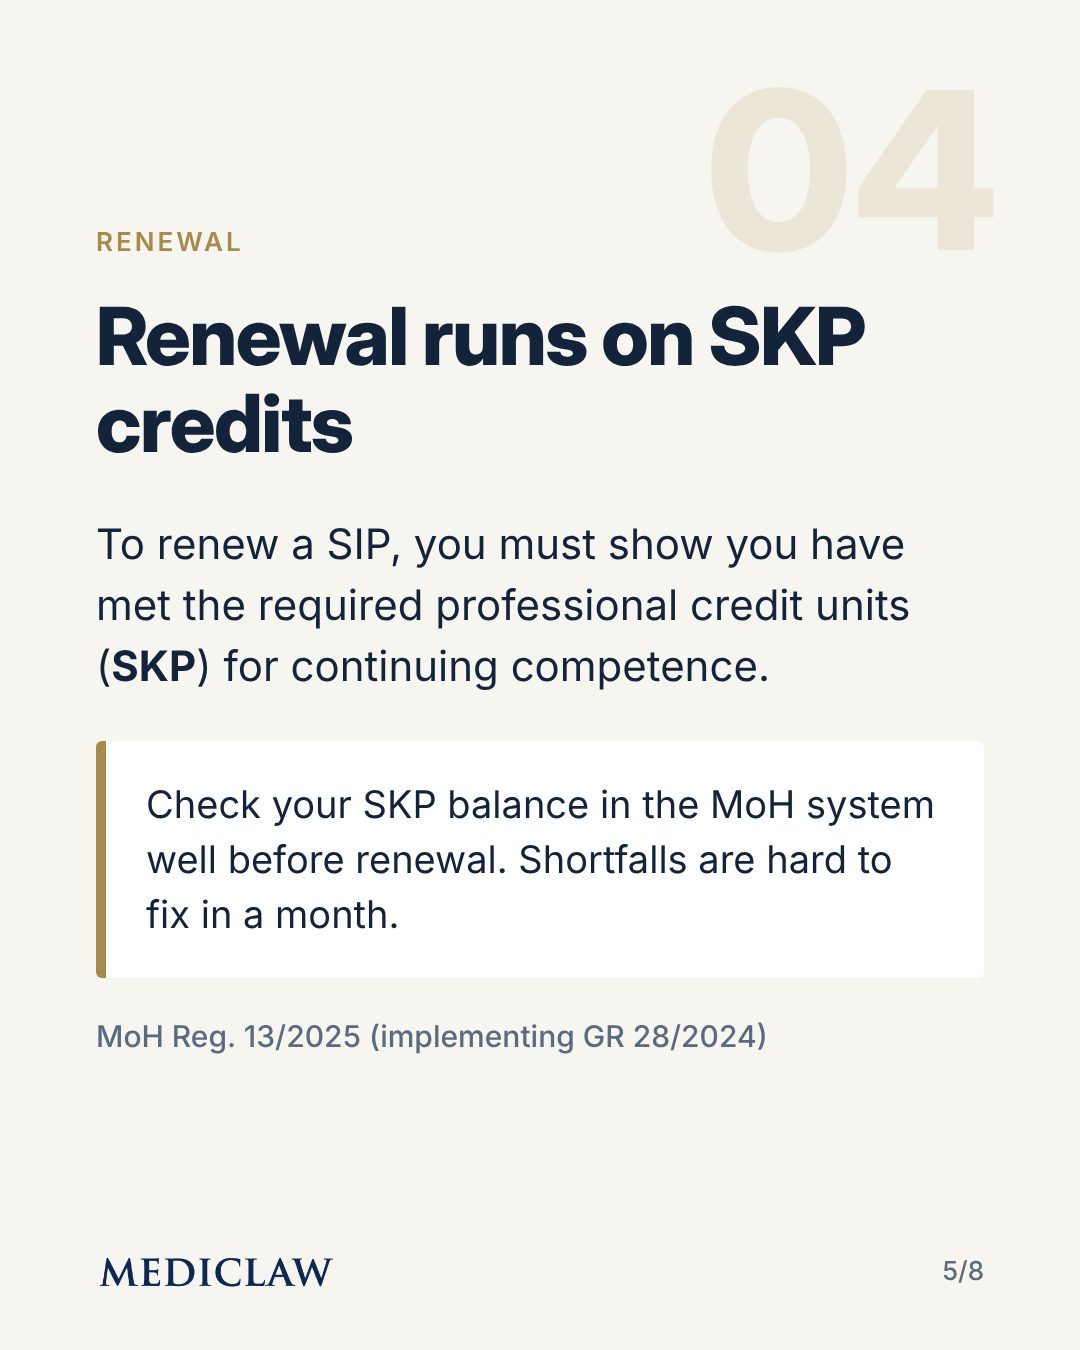 04
RENEWAL
Renewal runs on SKP
credits
To renew a SIP, you must show you have
met the required professional credit units
(SKP) for continuing competence.
Check your SKP balance in the MoH system
well before renewal. Shortfalls are hard to
fix in a month.
MoH Reg. 13/2025 (implementing GR 28/2024)
MEDICLAW
5/8